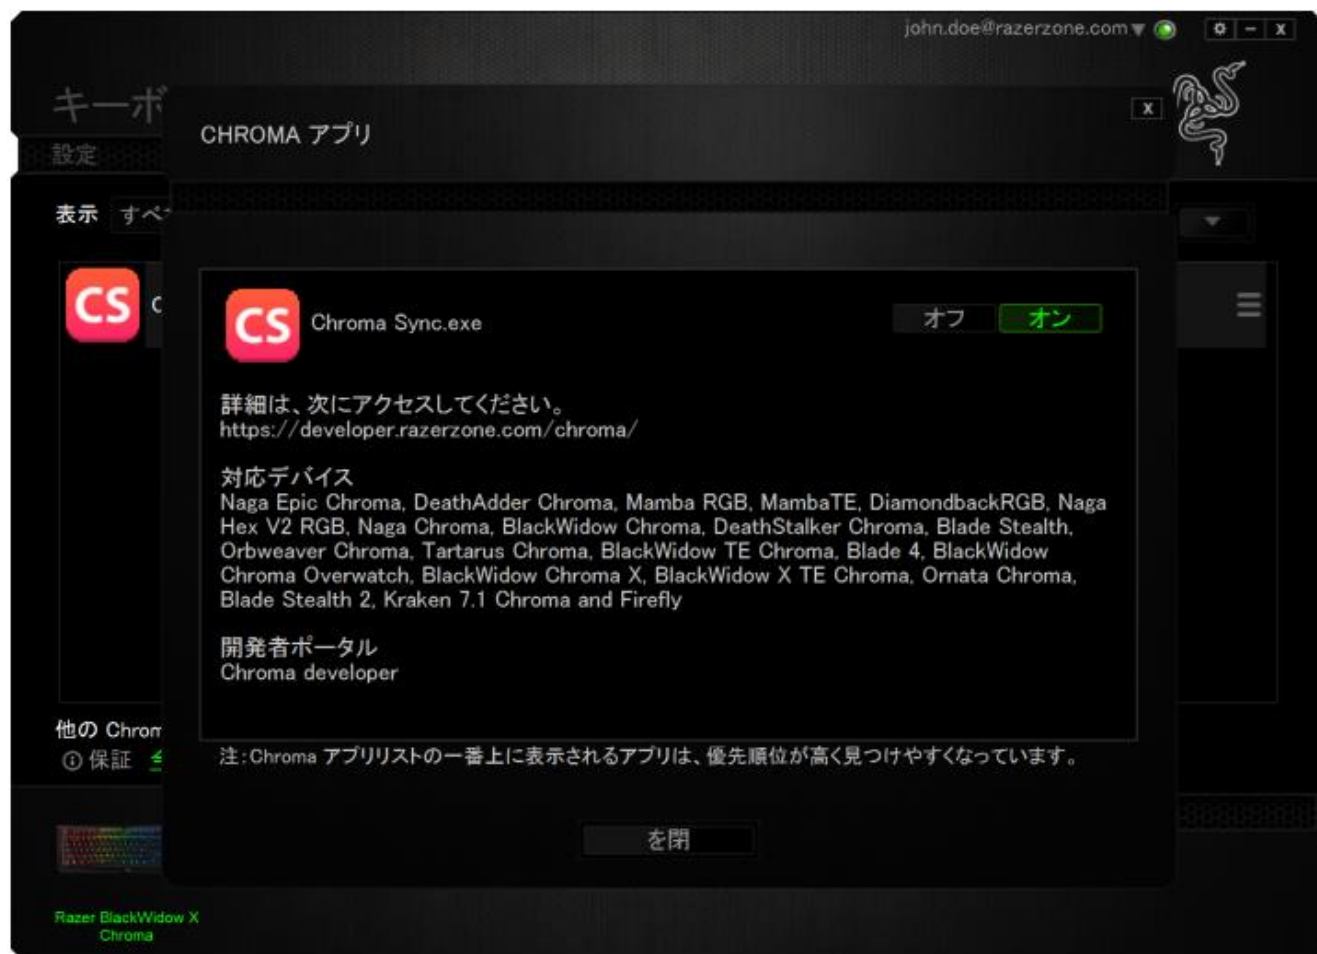 john.doe@razerzone.com
キーボ
CHROMA アプリ
設定
表示 すべ
CS
CS
Chroma Sync.exe
オフ オン
詳細は、次にアクセスしてください。
https://developer.razerzone.com/chroma/
対応デバイス
Naga Epic Chroma, DeathAdder Chroma, Mamba RGB, MambaTE, DiamondbackRGB, Naga
Hex V2 RGB, Naga Chroma, BlackWidow Chroma, DeathStalker Chroma, Blade Stealth,
Orbweaver Chroma, Tartarus Chroma, BlackWidow TE Chroma, Blade 4, BlackWidow
Chroma Overwatch, BlackWidow Chroma X, BlackWidow X TE Chroma, Ornata Chroma,
Blade Stealth 2, Kraken 7.1 Chroma and Firefly
開発者ポータル
Chroma developer
他の Chrom
保証
注：Chroma アプリリストの一番上に表示されるアプリは、優先順位が高く見つけやすくなっています。
を閉
Razer BlackWidow X
Chroma